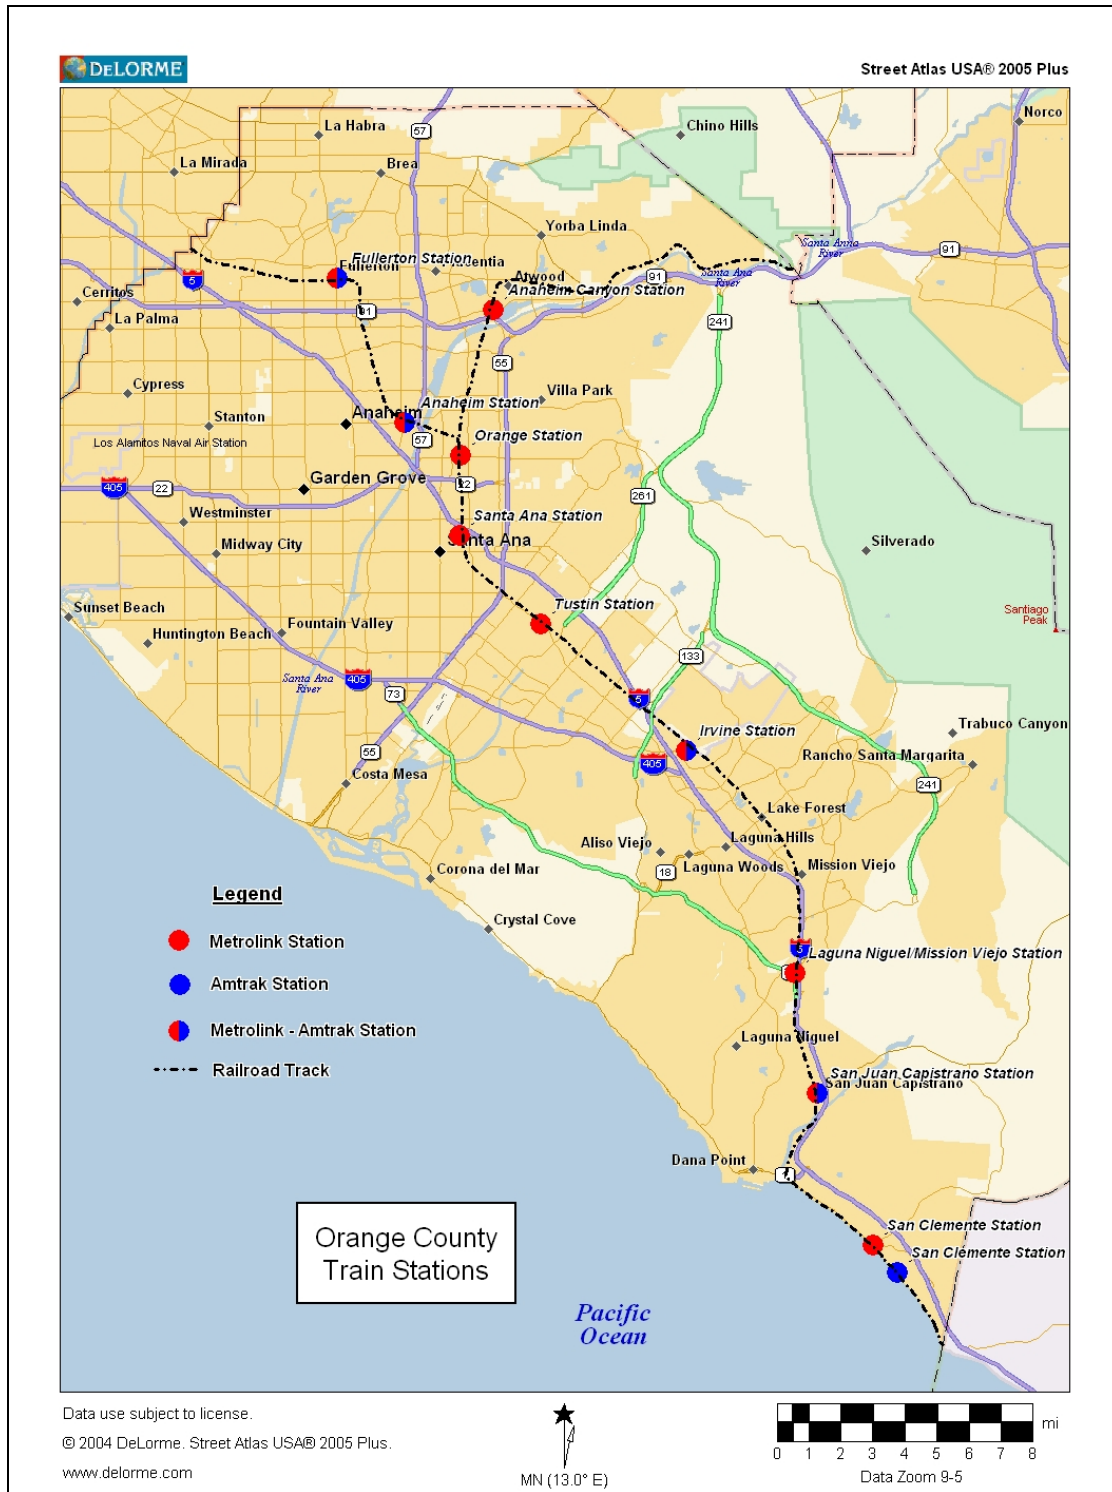 DELORME
Street Atlas USA® 2005 Plus
La Habra
57
Chino Hills
Norco
La Mirada
Brea
Yorba Linda
Santa Anna
River
91
Fullerton Station
Fullerton
Atwood
91
Santa Ana
River
5
Cerritos
Anaheim Canyon Station
La Palma
91
241
55
Cypress
Villa Park
Anaheim Station
Stanton
Anaheim
Orange Station
57
Los Alamitos Naval Air Station
Garden Grove
22
405
22
261
Westminster
Santa Ana Station
Santa Ana
Midway City
Silverado
Sunset Beach
Tustin Station
Santiago
Peak
Fountain Valley
Huntington Beach
133
Santa Ana
River
405
73
5
Trabuco Canyon
Irvine Station
55
Rancho Santa Margarita
405
Costa Mesa
241
Lake Forest
Aliso Viejo
Laguna Hills
Laguna Woods
Mission Viejo
18
Corona del Mar
Legend
Crystal Cove
Metrolink Station
5
Laguna Niguel/Mission Viejo Station
Amtrak Station
Metrolink - Amtrak Station
Laguna Niguel
Railroad Track
San Juan Capistrano Station
San Juan Capistrano
Dana Point
1
Orange County
Train Stations
San Clemente Station
San Clemente Station
Pacific
Ocean
Data use subject to license.
© 2004 DeLorme. Street Atlas USA® 2005 Plus.
www.delorme.com
MN (13.0° E)
mi
0 1 2 3 4 5 6 7 8
Data Zoom 9-5